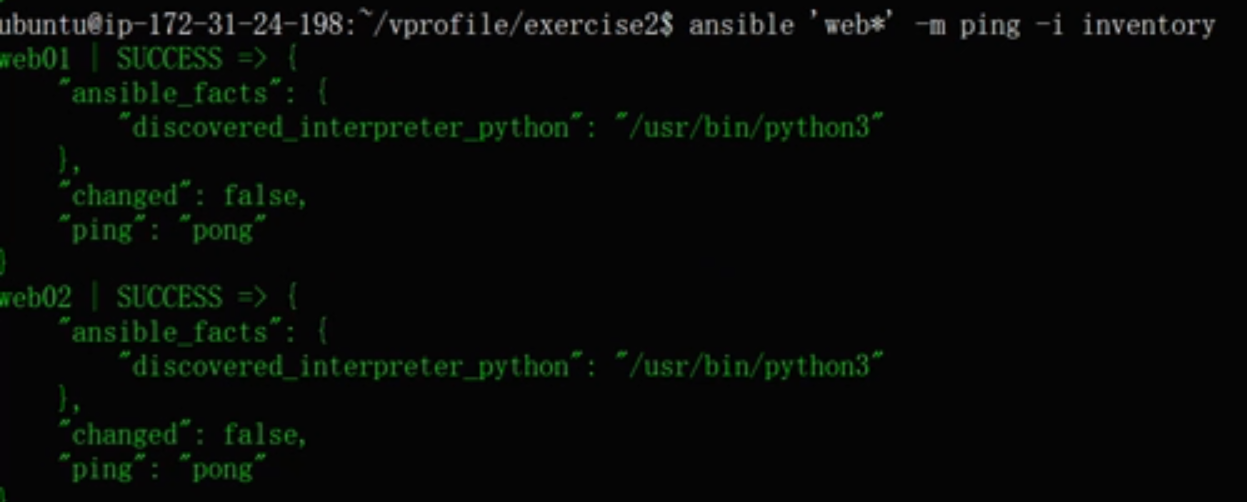 ubuntu@ip-172-31-24-198:~/vprofile/exercise2$ ansible 'web*' -m ping -i inventory
web01 | SUCCESS => {
    "ansible_facts": {
        "discovered_interpreter_python": "/usr/bin/python3"
    },
    "changed": false,
    "ping": "pong"
}
web02 | SUCCESS => {
    "ansible_facts": {
        "discovered_interpreter_python": "/usr/bin/python3"
    },
    "changed": false,
    "ping": "pong"
}